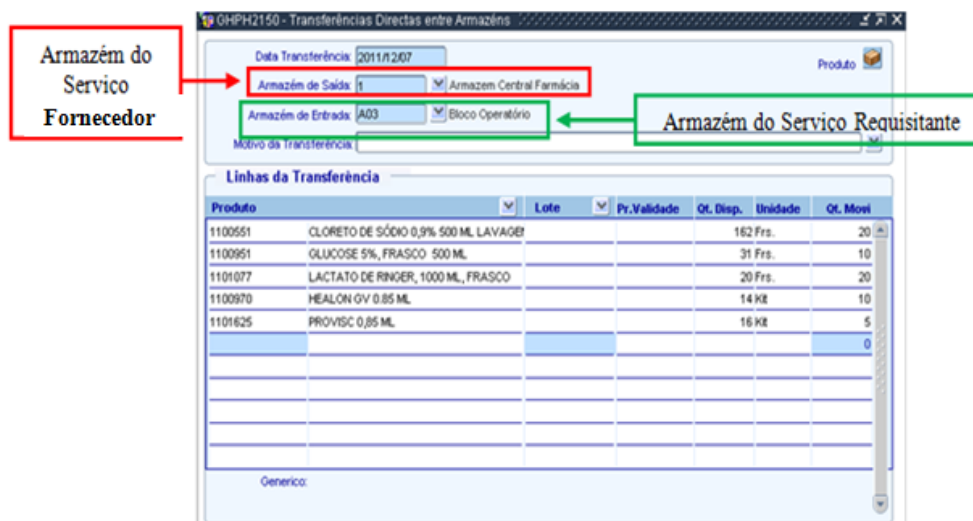 GHPH2150 - Transferências Directas entre Armazéns
Armazém do
Serviço
Fornecedor
Data Transferência: 2011/12/07
Produto
Armazém de Saída: 1 Armazem Central Farmácia
Armazém de Entrada: A03 Bloco Operatório
Armazém do Serviço Requisitante
Motivo da Transferência:
Linhas da Transferência
Produto Lote Pr.Validade Qt. Disp. Unidade Qt. Movi
1100551 CLORETO DE SÓDIO 0,9% 500 ML LAVAGEM 162 Frs. 20
1100951 GLUCOSE 5%, FRASCO 500 ML 31 Frs. 10
1101077 LACTATO DE RINGER, 1000 ML, FRASCO 20 Frs. 20
1100970 HEALON GV 0.85 ML 14 Kit 10
1101625 PROVISC 0,85 ML 16 Kit 5
0
Generico: